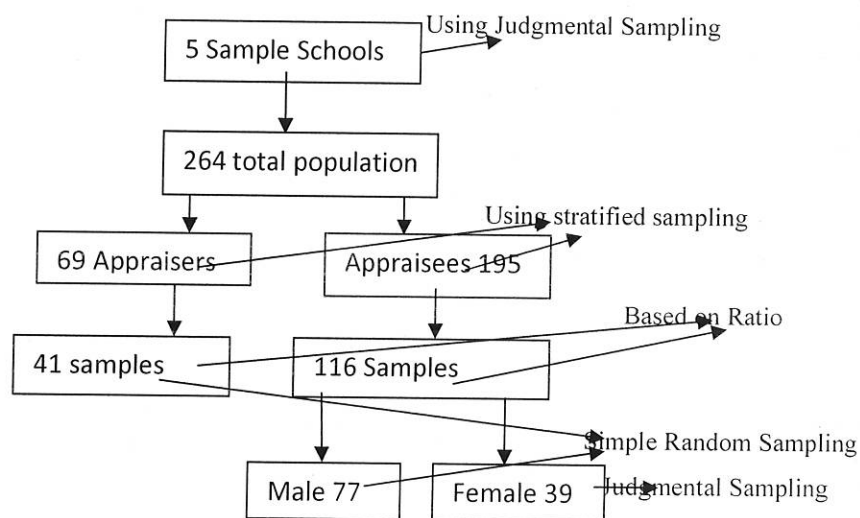 Using Judgmental Sampling
5 Sample Schools
264 total population
Using stratified sampling
69 Appraisers
Appraisees 195
Based on Ratio
41 samples
116 Samples
Simple Random Sampling
Male 77
Female 39
Judgmental Sampling